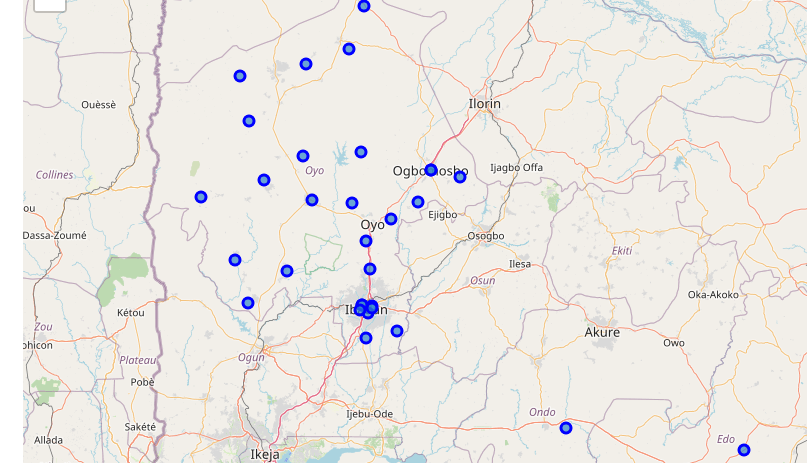 Ilorin
Ouèssè
Ogbomosho
Ijagbo Offa
Oyo
Collines
Ejigbo
Oyo
Dassa-Zoumé
Osogbo
Ekiti
Ilesa
Osun
Oka-Akoko
Kétou
Zou
Akure
Owo
Ogun
Plateau
Pobè
Ijebu-Ode
Ondo
Sakété
Allada
Edo
Ikeja